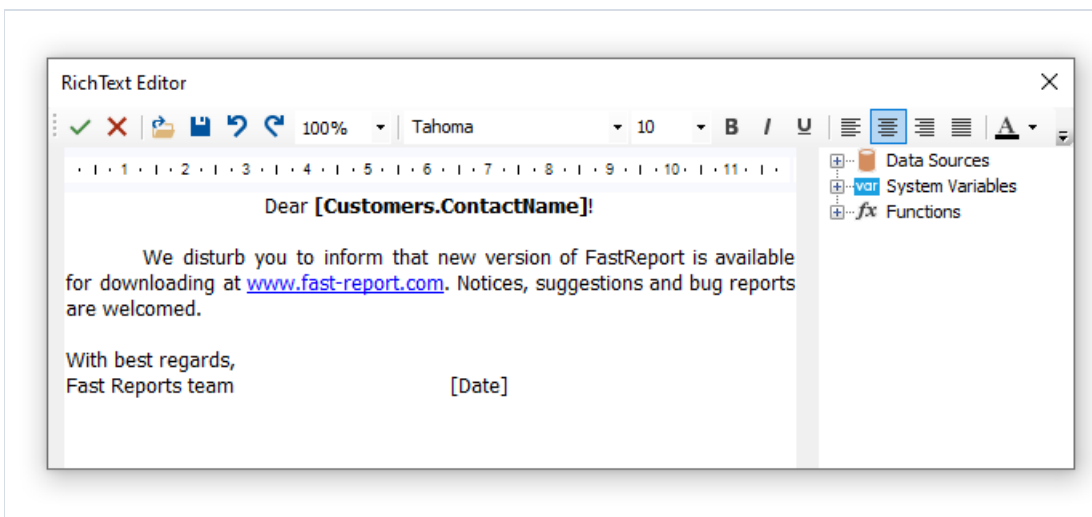 RichText Editor
100% Tahoma 10 B I U A
1 2 3 4 5 6 7 8 9 10 11
Data Sources
var System Variables
fx Functions
Dear [Customers.ContactName]!
We disturb you to inform that new version of FastReport is available
for downloading at www.fast-report.com. Notices, suggestions and bug reports
are welcomed.
With best regards,
Fast Reports team [Date]